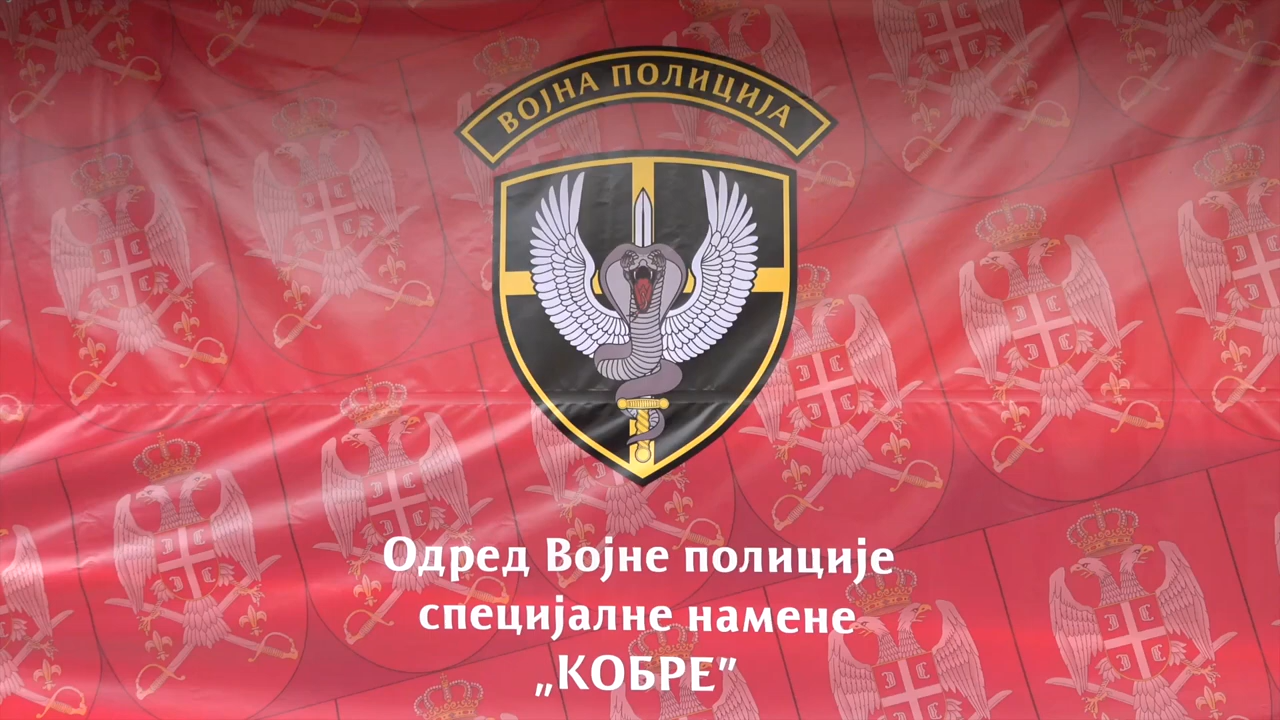 ВОЈНА ПОЛИЦИЈА
Одред Војне полиције
специјалне намене
„КОБРЕ”